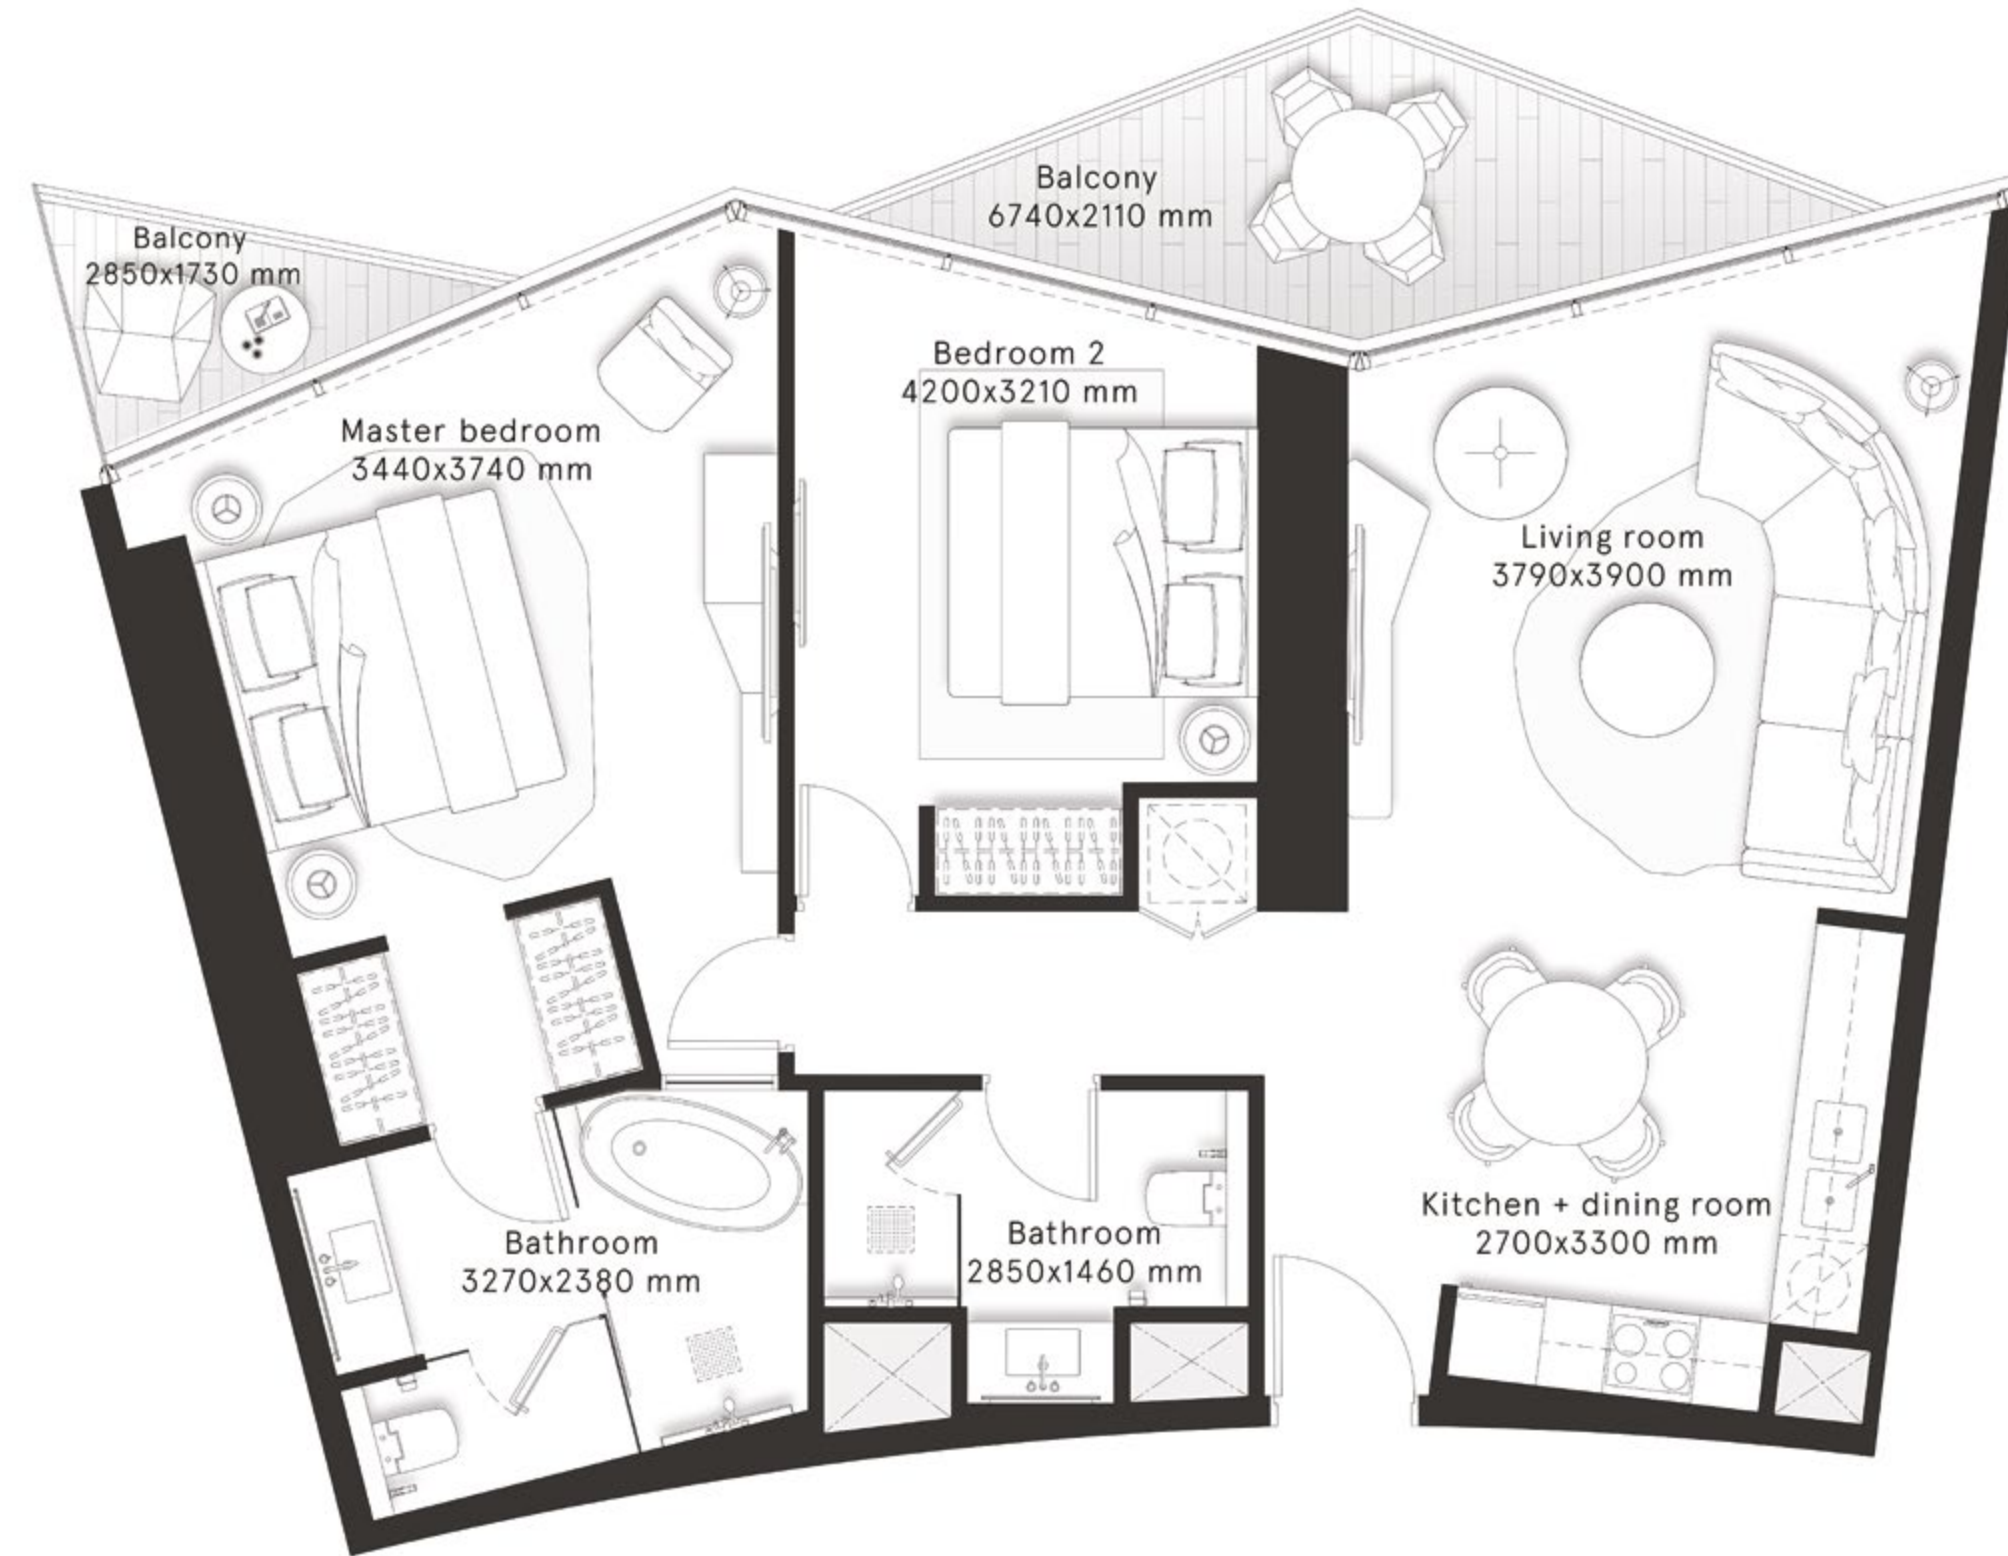 Balcony
6740x2110 mm
Balcony
2850x1730 mm
Bedroom 2
4200x3210 mm
Master bedroom
3440x3740 mm
Living room
3790x3900 mm
Kitchen + dining room
2700x3300 mm
Bathroom
3270x2380 mm
Bathroom
2850x1460 mm